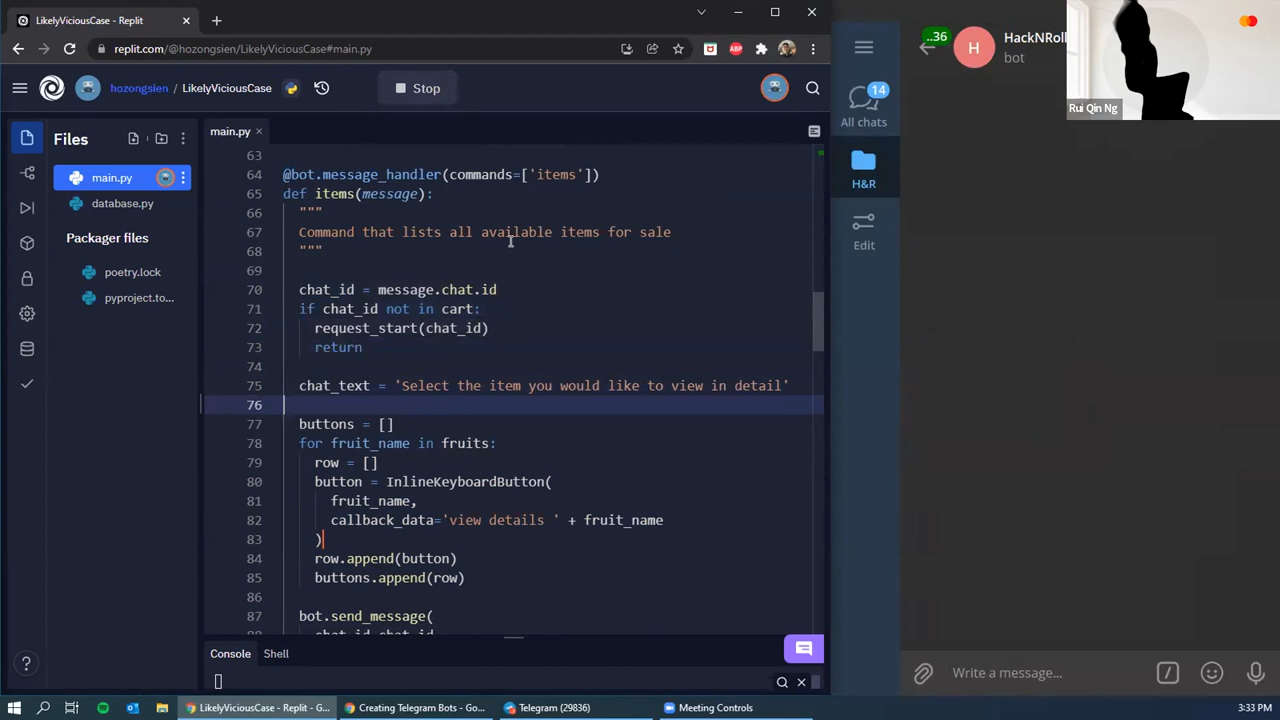 LikelyViciousCase - Replit
replit.com/@hozongsien/LikelyViciousCase#main.py
ABP
hozongsien / LikelyViciousCase
Stop
Files
main.py
main.py
database.py
Packager files
poetry.lock
pyproject.to...
63
64 @bot.message_handler(commands=['items'])
65 def items(message):
66 """
67 Command that lists all available items for sale
68 """
69
70 chat_id = message.chat.id
71 if chat_id not in cart:
72 request_start(chat_id)
73 return
74
75 chat_text = 'Select the item you would like to view in detail'
76
77 buttons = []
78 for fruit_name in fruits:
79 row = []
80 button = InlineKeyboardButton(
81 fruit_name,
82 callback_data='view details ' + fruit_name
83 )
84 row.append(button)
85 buttons.append(row)
86
87 bot.send_message(
88 chat_id=chat_id,
Console
Shell
14
All chats
H&R
Edit
..36
H
HackNRoll
bot
Rui Qin Ng
Write a message...
LikelyViciousCase - Replit - G...
Creating Telegram Bots - Go...
Telegram (29836)
Meeting Controls
3:33 PM